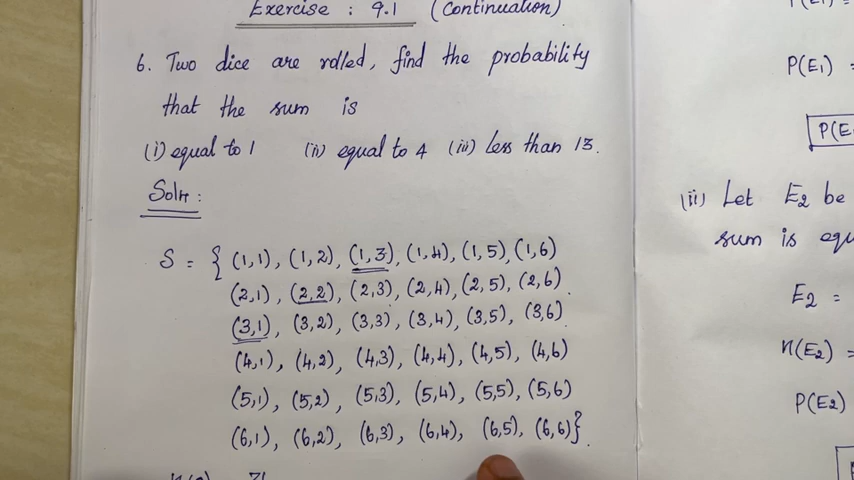 Exercise : 9.1 (Continuation)
6. Two dice are rolled, find the probability
that the sum is
(i) equal to 1 (ii) equal to 4 (iii) less than 13.
Soln :
S = { (1,1), (1,2), (1,3), (1,4), (1,5), (1,6)
(2,1), (2,2), (2,3), (2,4), (2,5), (2,6)
(3,1), (3,2), (3,3), (3,4), (3,5), (3,6)
(4,1), (4,2), (4,3), (4,4), (4,5), (4,6)
(5,1), (5,2), (5,3), (5,4), (5,5), (5,6)
(6,1), (6,2), (6,3), (6,4), (6,5), (6,6)}.
P(E1) =
P(E1) =
P(E
(ii) Let E2 be
sum is equ
E2 =
n(E2) =
P(E2)